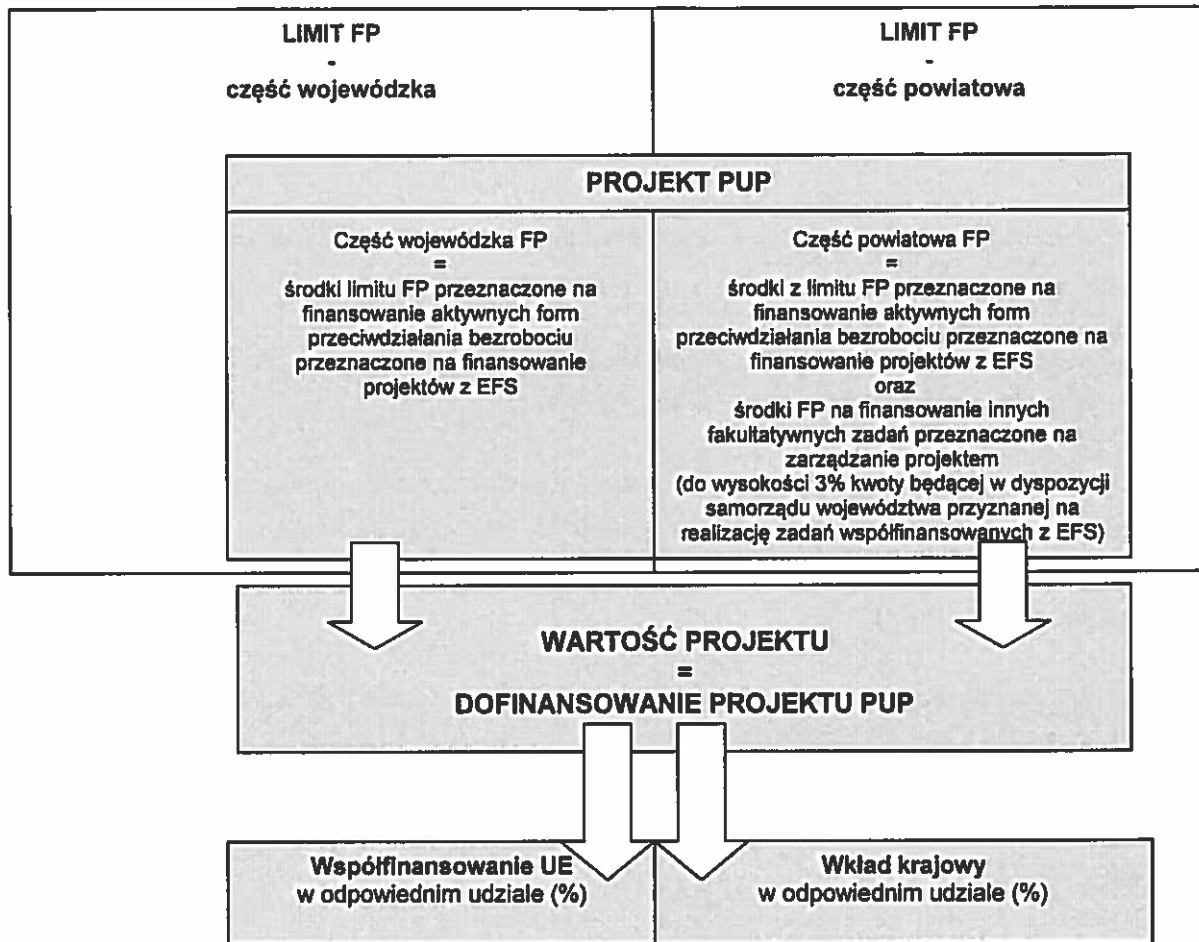 LIMIT FP
-
część wojewódzka
LIMIT FP
-
część powiatowa
PROJEKT PUP
Część wojewódzka FP
=
środki limitu FP przeznaczone na
finansowanie aktywnych form
przeciwdziałania bezrobociu
przeznaczone na finansowanie
projektów z EFS
Część powiatowa FP
=
środki z limitu FP przeznaczone na
finansowanie aktywnych form
przeciwdziałania bezrobociu przeznaczone na
finansowanie projektów z EFS
oraz
środki FP na finansowanie innych
fakultatywnych zadań przeznaczone na
zarządzanie projektem
(do wysokości 3% kwoty będącej w dyspozycji
samorządu województwa przyznanej na
realizację zadań współfinansowanych z EFS)
WARTOŚĆ PROJEKTU
=
DOFINANSOWANIE PROJEKTU PUP
Współfinansowanie UE
w odpowiednim udziale (%)
Wkład krajowy
w odpowiednim udziale (%)